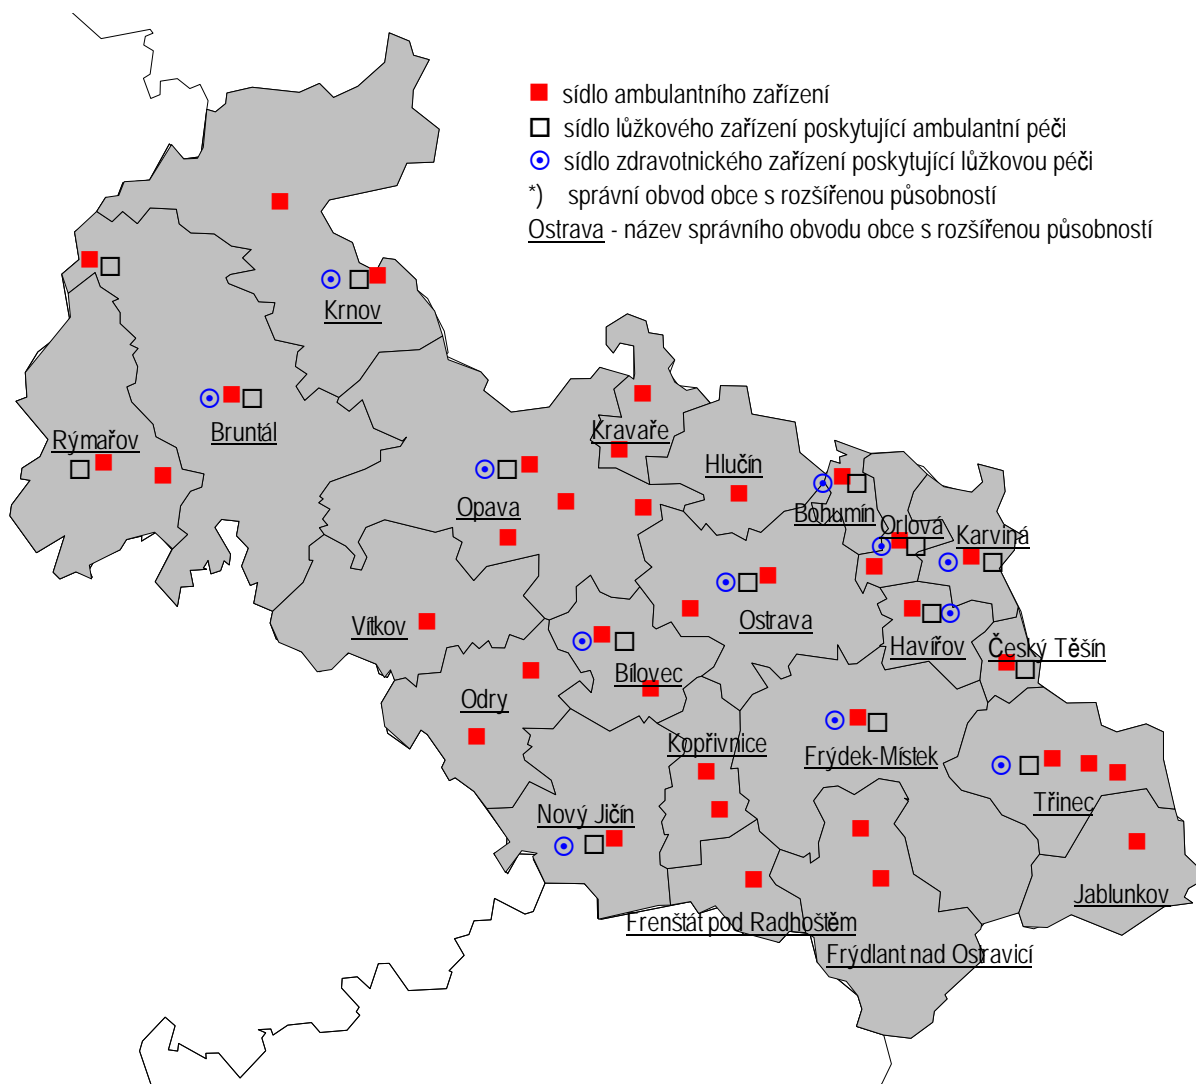 sídlo ambulantního zařízení
sídlo lůžkového zařízení poskytující ambulantní péči
sídlo zdravotnického zařízení poskytující lůžkovou péči
*) správní obvod obce s rozšířenou působností
Ostrava - název správního obvodu obce s rozšířenou působností
Krnov
Rýmařov
Bruntál
Kravaře
Hlučín
Opava
Bohumín
Orlová
Karviná
Vítkov
Ostrava
Havířov
Český Těšín
Bílovec
Odry
Kopřivnice
Frýdek-Místek
Třinec
Nový Jičín
Jablunkov
Frenštát pod Radhoštěm
Frýdlant nad Ostravicí